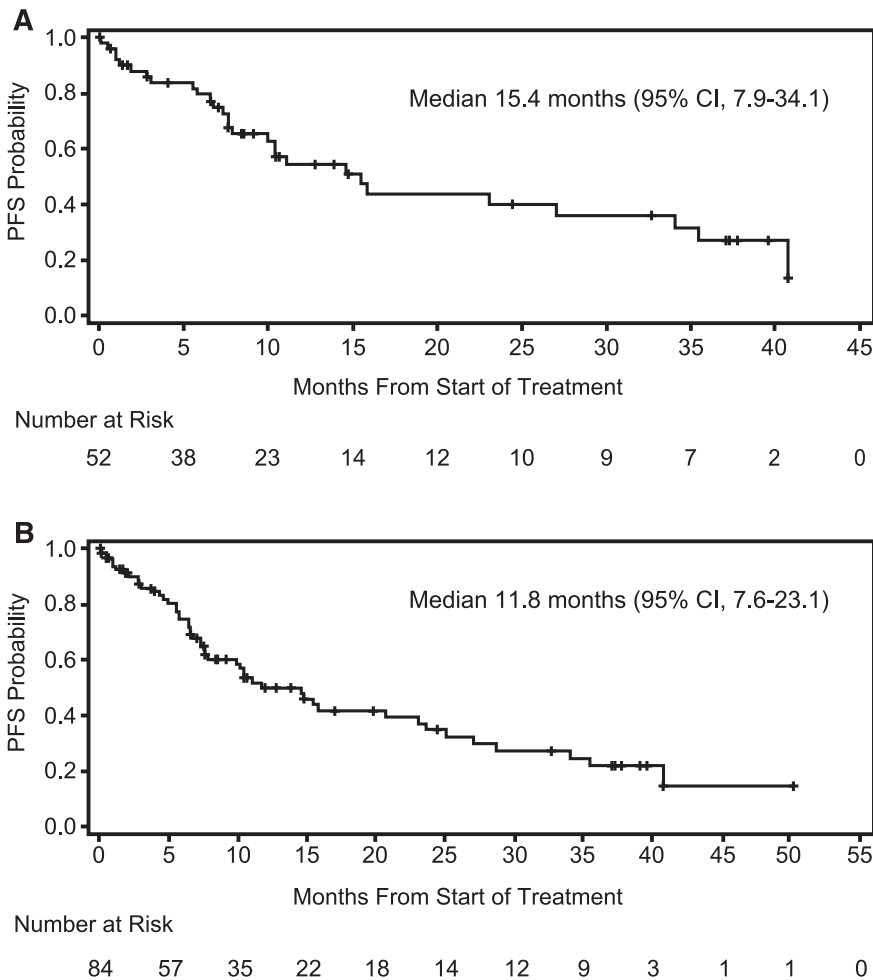 A
1.0
0.8
0.6
0.4
0.2
0.0
PFS Probability
Median 15.4 months (95% CI, 7.9-34.1)
0 5 10 15 20 25 30 35 40 45
Months From Start of Treatment
Number at Risk
52 38 23 14 12 10 9 7 2 0
B
1.0
0.8
0.6
0.4
0.2
0.0
PFS Probability
Median 11.8 months (95% CI, 7.6-23.1)
0 5 10 15 20 25 30 35 40 45 50 55
Months From Start of Treatment
Number at Risk
84 57 35 22 18 14 12 9 3 1 1 0